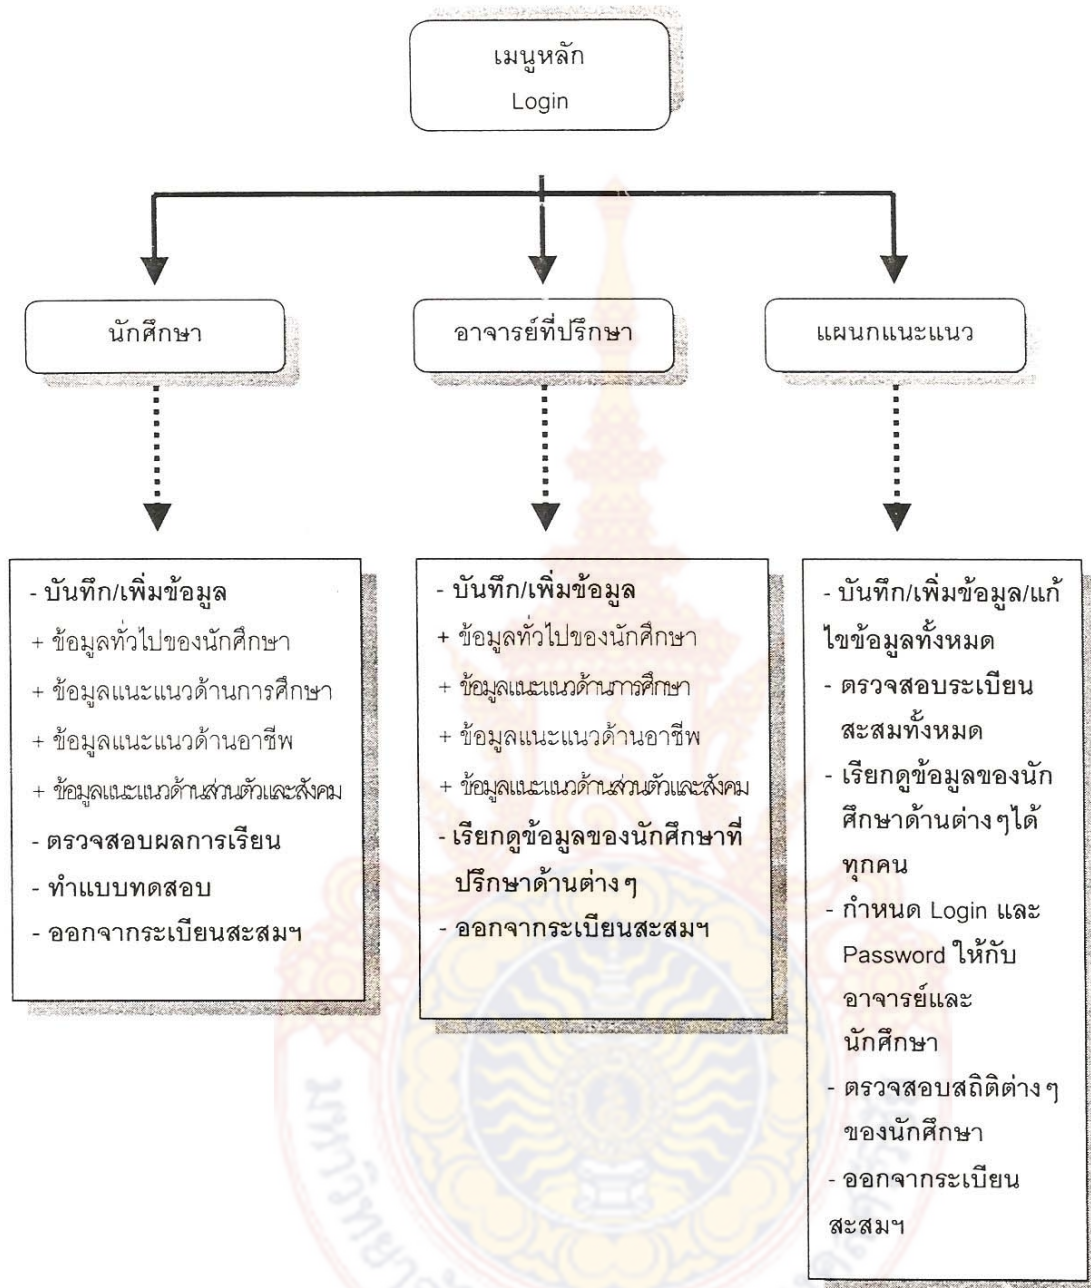 เมนูหลัก
Login
นักศึกษา
อาจารย์ที่ปรึกษา
แผนกแนะแนว
- บันทึก/เพิ่มข้อมูล
+ ข้อมูลทั่วไปของนักศึกษา
+ ข้อมูลแนะแนวด้านการศึกษา
+ ข้อมูลแนะแนวด้านอาชีพ
+ ข้อมูลแนะแนวด้านส่วนตัวและสังคม
- ตรวจสอบผลการเรียน
- ทำแบบทดสอบ
- ออกจากระเบียนสะสมฯ
- บันทึก/เพิ่มข้อมูล
+ ข้อมูลทั่วไปของนักศึกษา
+ ข้อมูลแนะแนวด้านการศึกษา
+ ข้อมูลแนะแนวด้านอาชีพ
+ ข้อมูลแนะแนวด้านส่วนตัวและสังคม
- เรียกดูข้อมูลของนักศึกษาที่
ปรึกษาด้านต่างๆ
- ออกจากระเบียนสะสมฯ
- บันทึก/เพิ่มข้อมูล/แก้
ไขข้อมูลทั้งหมด
- ตรวจสอบระเบียน
สะสมทั้งหมด
- เรียกดูข้อมูลของนัก
ศึกษาด้านต่างๆได้
ทุกคน
- กำหนด Login และ
Password ให้กับ
อาจารย์และ
นักศึกษา
- ตรวจสอบสถิติต่างๆ
ของนักศึกษา
- ออกจากระเบียน
สะสมฯ